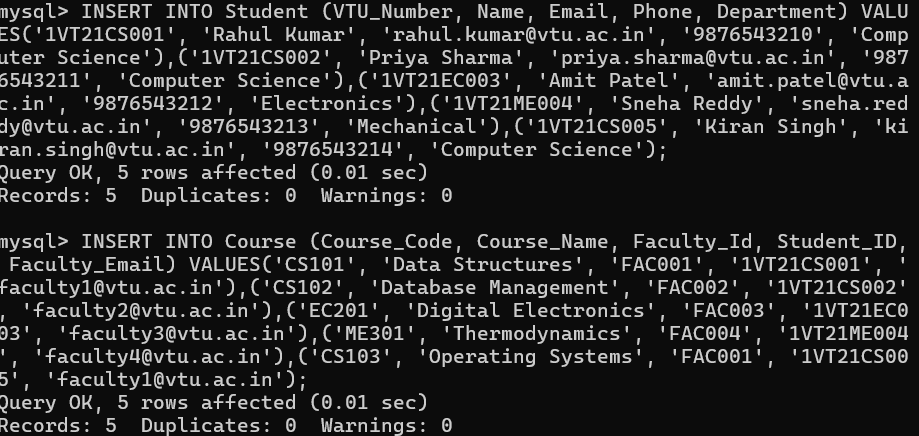 mysql> INSERT INTO Student (VTU_Number, Name, Email, Phone, Department) VALU
ES('1VT21CS001', 'Rahul Kumar', 'rahul.kumar@vtu.ac.in', '9876543210', 'Comp
uter Science'),('1VT21CS002', 'Priya Sharma', 'priya.sharma@vtu.ac.in', '987
6543211', 'Computer Science'),('1VT21EC003', 'Amit Patel', 'amit.patel@vtu.a
c.in', '9876543212', 'Electronics'),('1VT21ME004', 'Sneha Reddy', 'sneha.red
dy@vtu.ac.in', '9876543213', 'Mechanical'),('1VT21CS005', 'Kiran Singh', 'ki
ran.singh@vtu.ac.in', '9876543214', 'Computer Science');
Query OK, 5 rows affected (0.01 sec)
Records: 5  Duplicates: 0  Warnings: 0

mysql> INSERT INTO Course (Course_Code, Course_Name, Faculty_Id, Student_ID,
 Faculty_Email) VALUES('CS101', 'Data Structures', 'FAC001', '1VT21CS001', '
faculty1@vtu.ac.in'),('CS102', 'Database Management', 'FAC002', '1VT21CS002'
, 'faculty2@vtu.ac.in'),('EC201', 'Digital Electronics', 'FAC003', '1VT21EC0
03', 'faculty3@vtu.ac.in'),('ME301', 'Thermodynamics', 'FAC004', '1VT21ME004
', 'faculty4@vtu.ac.in'),('CS103', 'Operating Systems', 'FAC001', '1VT21CS00
5', 'faculty1@vtu.ac.in');
Query OK, 5 rows affected (0.01 sec)
Records: 5  Duplicates: 0  Warnings: 0